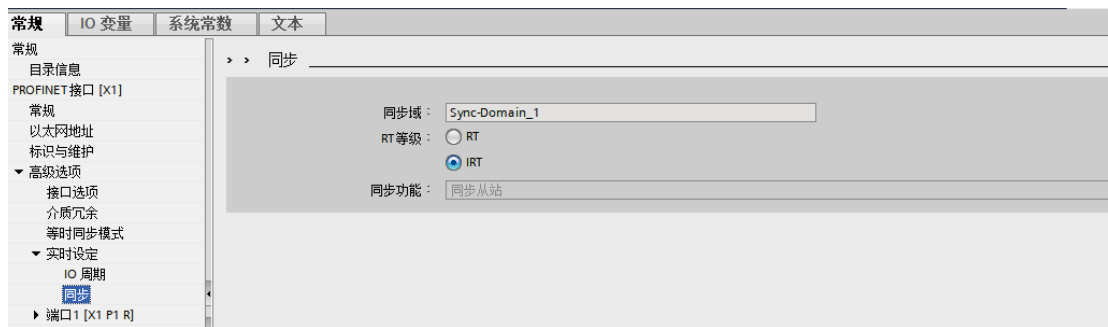 常规 IO 变量 系统常数 文本
常规
目录信息
PROFINET接口 [X1]
常规
以太网地址
标识与维护
高级选项
接口选项
介质冗余
等时同步模式
实时设定
IO 周期
同步
端口1 [X1 P1 R]
> > 同步
同步域： Sync-Domain_1
RT等级： RT
IRT
同步功能： 同步从站